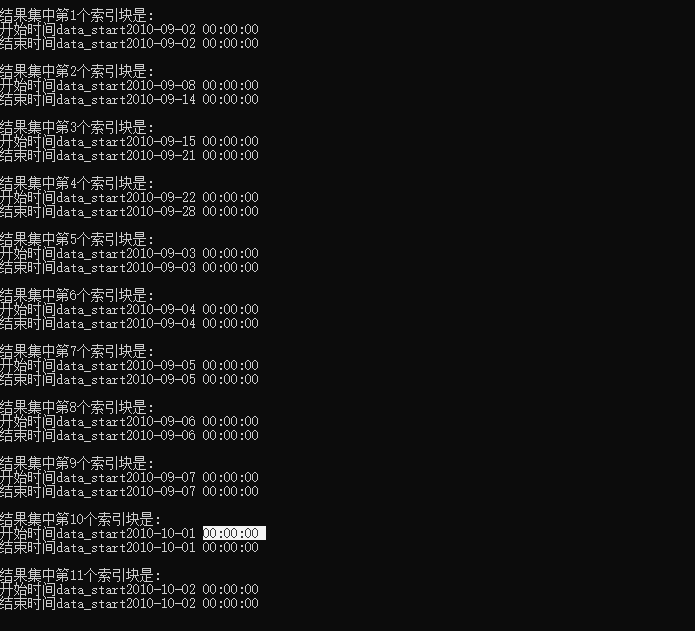 结果集中第1个索引块是:
开始时间data_start2010-09-02 00:00:00
结束时间data_start2010-09-02 00:00:00
结果集中第2个索引块是:
开始时间data_start2010-09-08 00:00:00
结束时间data_start2010-09-14 00:00:00
结果集中第3个索引块是:
开始时间data_start2010-09-15 00:00:00
结束时间data_start2010-09-21 00:00:00
结果集中第4个索引块是:
开始时间data_start2010-09-22 00:00:00
结束时间data_start2010-09-28 00:00:00
结果集中第5个索引块是:
开始时间data_start2010-09-03 00:00:00
结束时间data_start2010-09-03 00:00:00
结果集中第6个索引块是:
开始时间data_start2010-09-04 00:00:00
结束时间data_start2010-09-04 00:00:00
结果集中第7个索引块是:
开始时间data_start2010-09-05 00:00:00
结束时间data_start2010-09-05 00:00:00
结果集中第8个索引块是:
开始时间data_start2010-09-06 00:00:00
结束时间data_start2010-09-06 00:00:00
结果集中第9个索引块是:
开始时间data_start2010-09-07 00:00:00
结束时间data_start2010-09-07 00:00:00
结果集中第10个索引块是:
开始时间data_start2010-10-01 00:00:00
结束时间data_start2010-10-01 00:00:00
结果集中第11个索引块是:
开始时间data_start2010-10-02 00:00:00
结束时间data_start2010-10-02 00:00:00